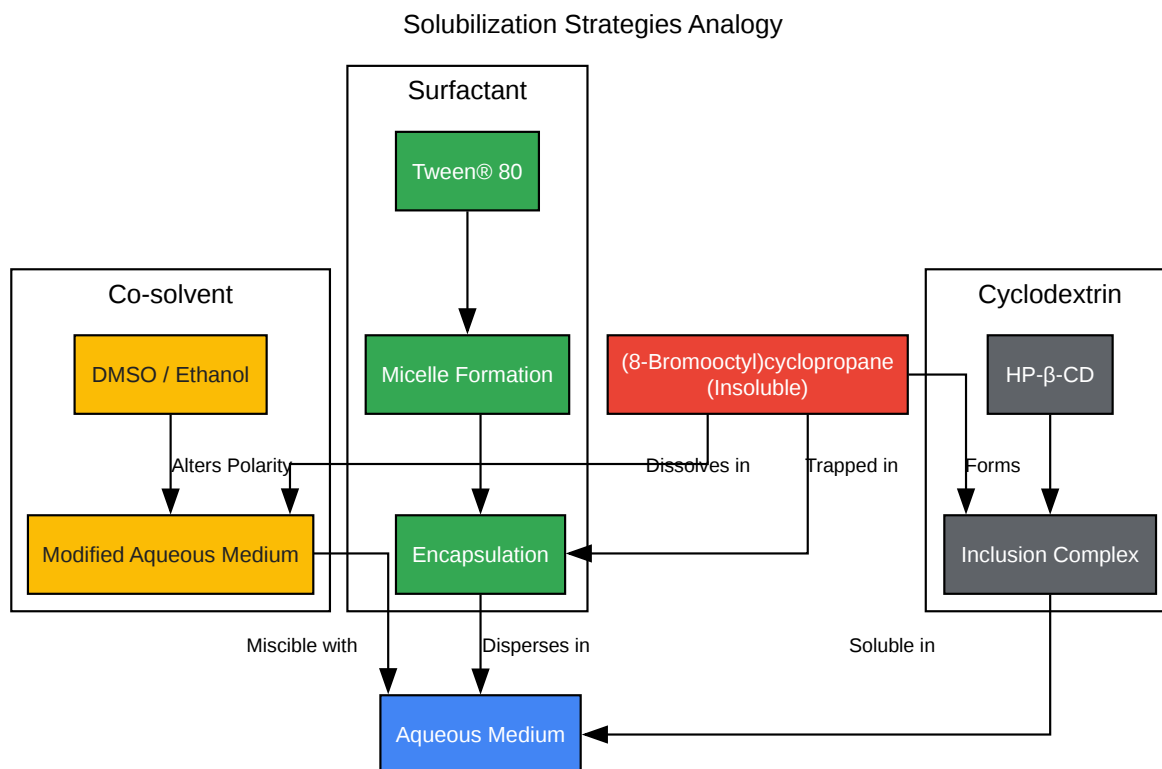 Solubilization Strategies Analogy
Surfactant
Tween® 80
Co-solvent
Cyclodextrin
DMSO / Ethanol
Micelle Formation
(8-Bromooctyl)cyclopropane
(Insoluble)
HP-β-CD
Alters Polarity
Dissolves in
Trapped in
Forms
Modified Aqueous Medium
Encapsulation
Inclusion Complex
Miscible with
Disperses in
Soluble in
Aqueous Medium